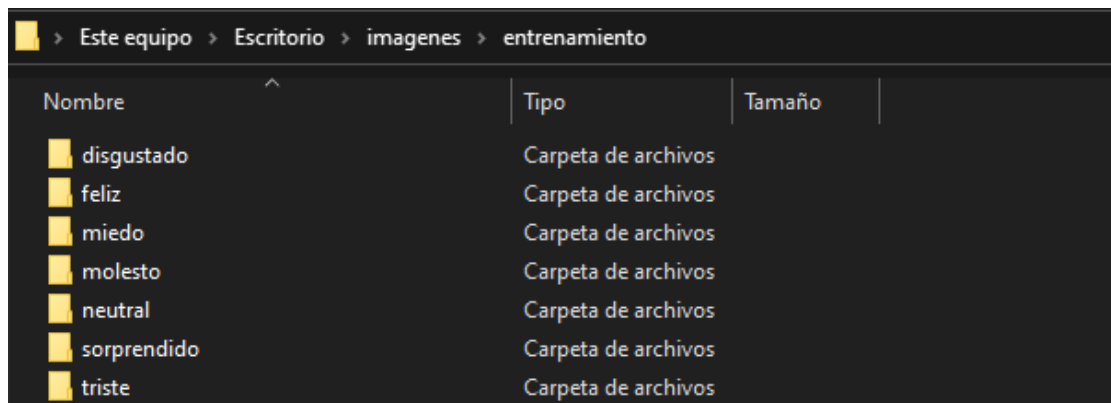 Este equipo > Escritorio > imagenes > entrenamiento
Nombre Tipo Tamaño
disgustado Carpeta de archivos
feliz Carpeta de archivos
miedo Carpeta de archivos
molesto Carpeta de archivos
neutral Carpeta de archivos
sorprendido Carpeta de archivos
triste Carpeta de archivos